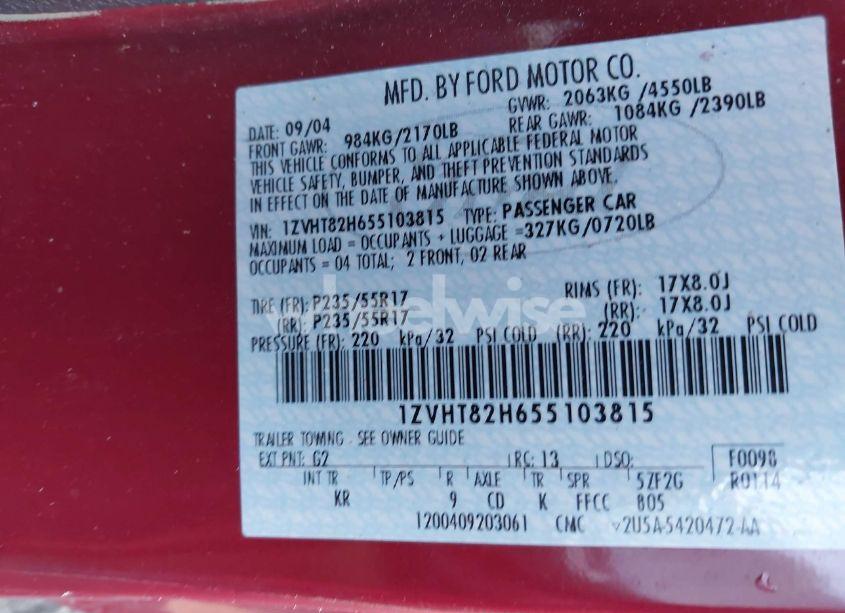 MFD. BY FORD MOTOR CO.
DATE: 09/04 GVWR: 2063KG /4550LB
FRONT GAWR: 984KG/2170LB REAR GAWR: 1084KG /2390LB
THIS VEHICLE CONFORMS TO ALL APPLICABLE FEDERAL MOTOR
VEHICLE SAFETY, BUMPER, AND THEFT PREVENTION STANDARDS
IN EFFECT ON THE DATE OF MANUFACTURE SHOWN ABOVE.
VIN: 1ZVHT82H655103815 TYPE: PASSENGER CAR
MAXIMUM LOAD = OCCUPANTS + LUGGAGE =327KG/0720LB
OCCUPANTS = 04 TOTAL; 2 FRONT, 02 REAR
TIRE (FR): P235/55R17 RIMS (FR): 17X8.0J
(RR): P235/55R17 (RR): 17X8.0J
PRESSURE (FR): 220 kPa/32 PSI COLD (RR): 220 kPa/32 PSI COLD
1ZVHT82H655103815
TRAILER TOWING - SEE OWNER GUIDE
EXT PNT: G2 RC: 13 DSO: F0098
INT TR TP/PS R AXLE TR SPR 5ZF2G R0114
KR 9 CD K FFCC B05
1200409203061 CMC V2U5A-5420472-AA